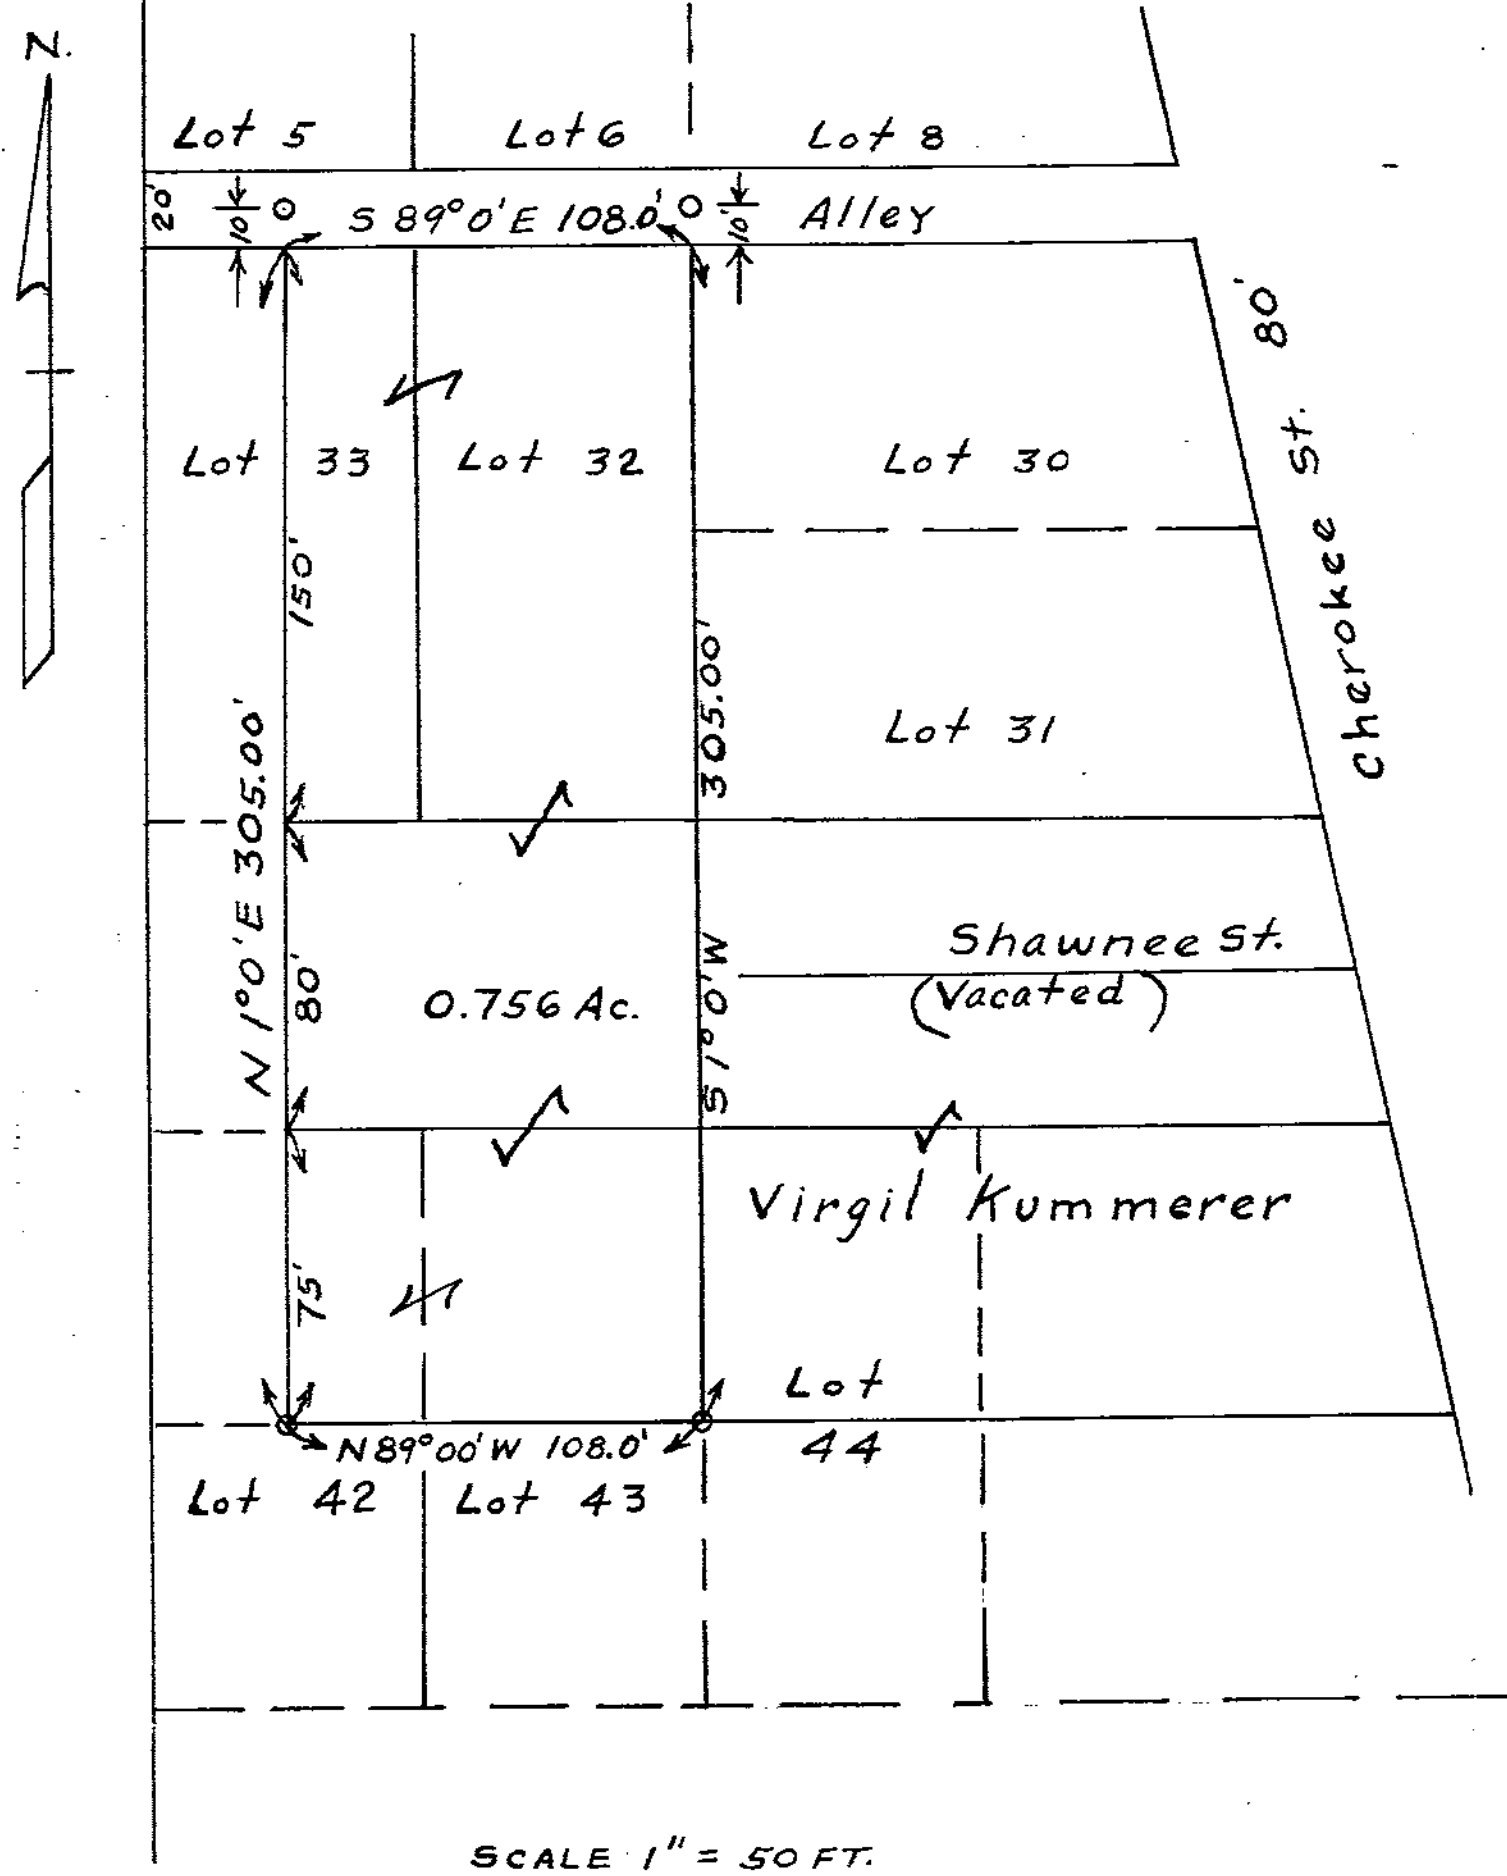 N.
Lot 5
Lot 6
Lot 8
20'
10'
S 89°0'E 108.0'
10'
Alley
80'
Cherokee St.
Lot 33
Lot 32
Lot 30
150'
305.00'
Lot 31
N 1°0'E 305.00'
Shawnee St.
(Vacated)
80'
0.756 Ac.
S 1°0'W
Virgil Kummerer
75'
Lot
44
N 89°00'W 108.0'
Lot 42
Lot 43
SCALE 1" = 50 FT.